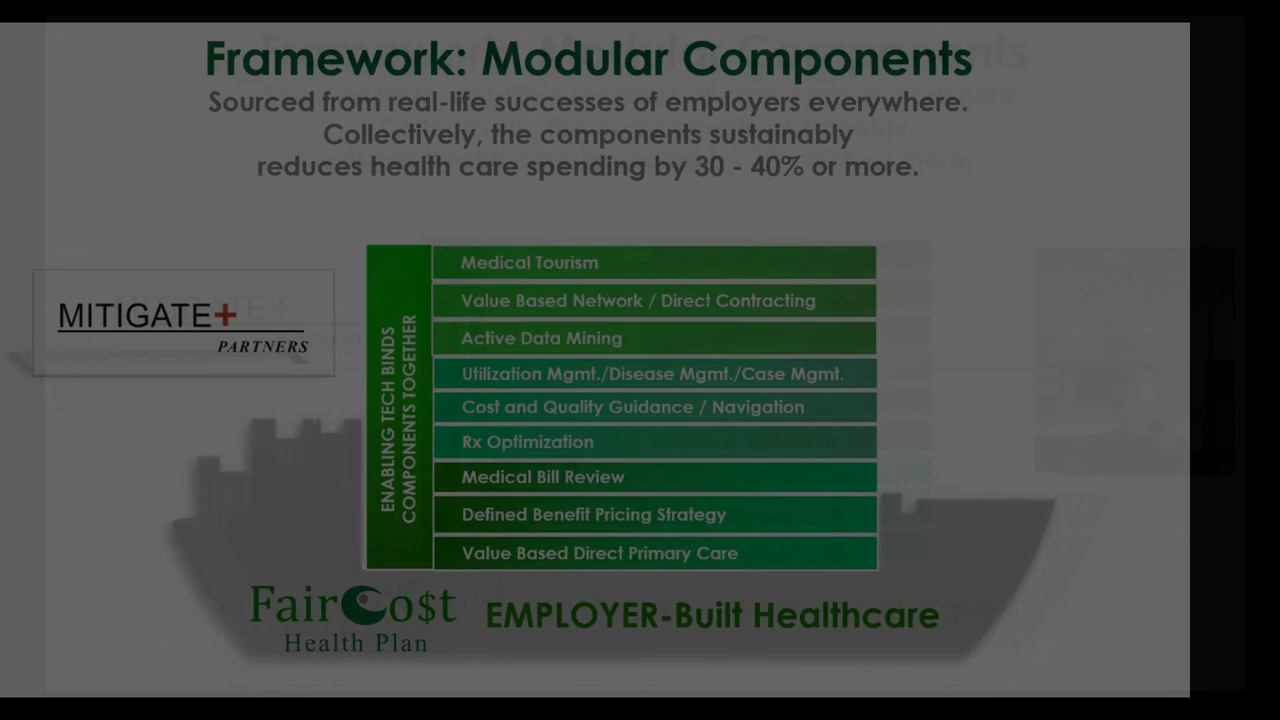 Framework: Modular Components
Sourced from real-life successes of employers everywhere.
Collectively, the components sustainably
reduces health care spending by 30 - 40% or more.
MITIGATE+
PARTNERS
ENABLING TECH BINDS
COMPONENTS TOGETHER
Medical Tourism
Value Based Network / Direct Contracting
Active Data Mining
Utilization Mgmt./Disease Mgmt./Case Mgmt.
Cost and Quality Guidance / Navigation
Rx Optimization
Medical Bill Review
Defined Benefit Pricing Strategy
Value Based Direct Primary Care
FairCo$t
Health Plan
EMPLOYER-Built Healthcare